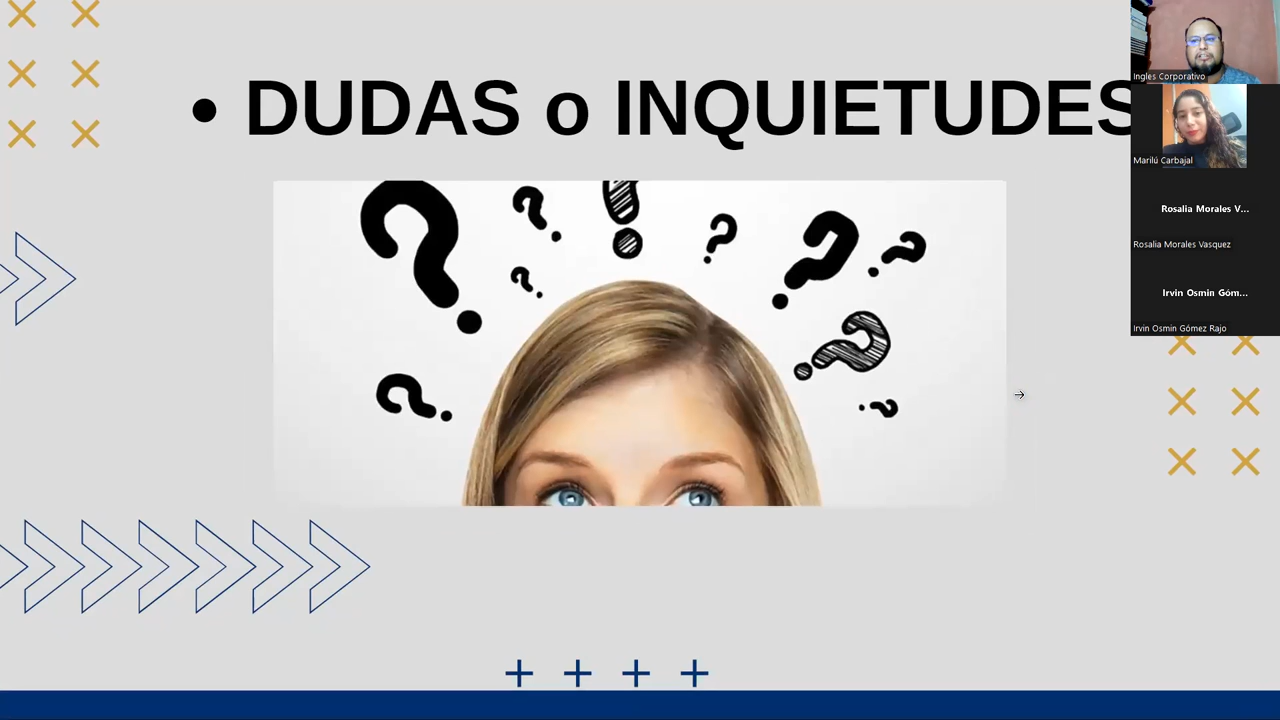 • DUDAS o INQUIETUDES
Ingles Corporativo
Marilú Carbajal
Rosalia Morales V...
Rosalia Morales Vasquez
Irvin Osmin Góm...
Irvin Osmin Gómez Rajo